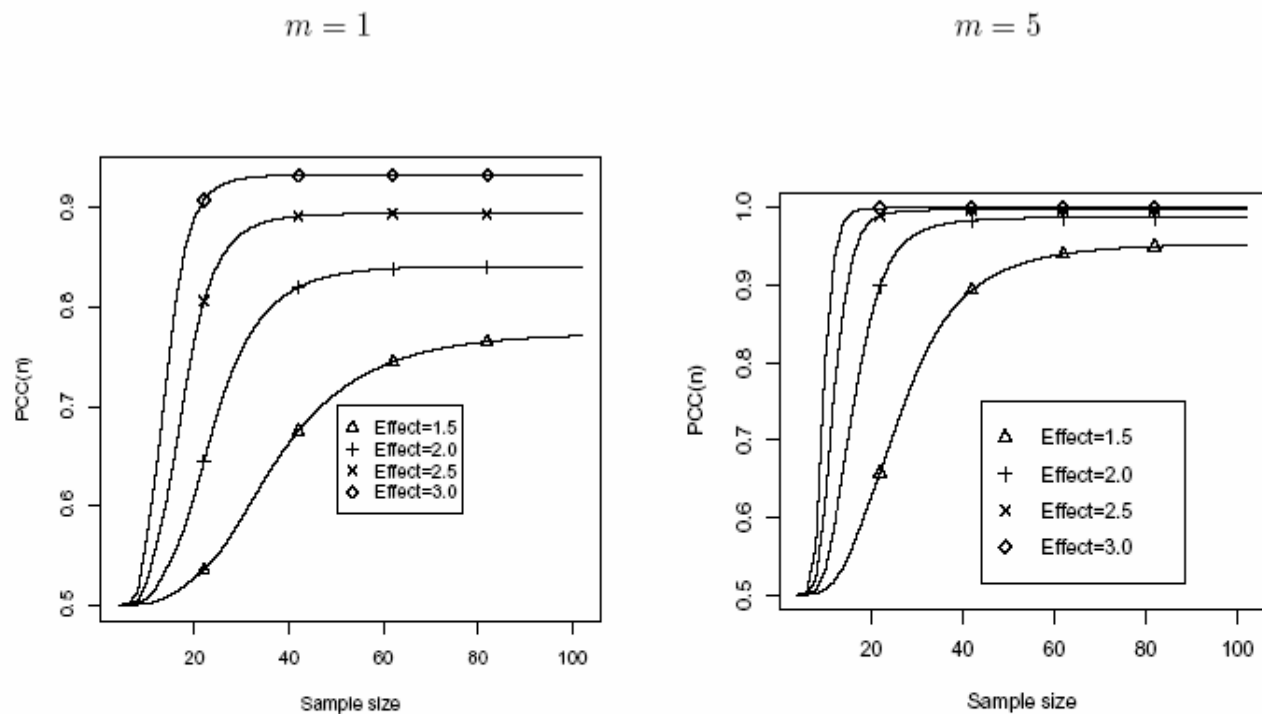 m = 1
PCC(n)
0.9
0.8
0.7
0.6
0.5
Effect=1.5
Effect=2.0
Effect=2.5
Effect=3.0
20 40 60 80 100
Sample size
m = 5
PCC(n)
1.0
0.9
0.8
0.7
0.6
0.5
Effect=1.5
Effect=2.0
Effect=2.5
Effect=3.0
20 40 60 80 100
Sample size